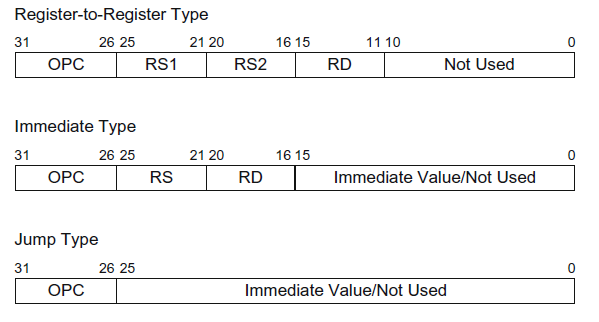 Register-to-Register Type
31 26 25 21 20 16 15 11 10 0
OPC RS1 RS2 RD Not Used
Immediate Type
31 26 25 21 20 16 15 0
OPC RS RD Immediate Value/Not Used
Jump Type
31 26 25 0
OPC Immediate Value/Not Used